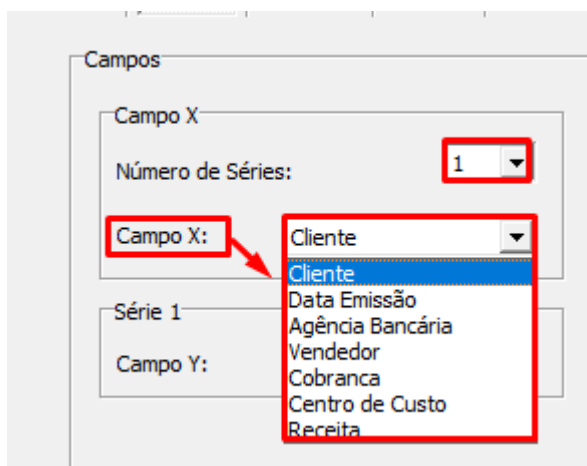 Campos
Campo X
Número de Séries:
1
Campo X:
Cliente
Cliente
Data Emissão
Agência Bancária
Vendedor
Cobranca
Centro de Custo
Receita
Série 1
Campo Y: